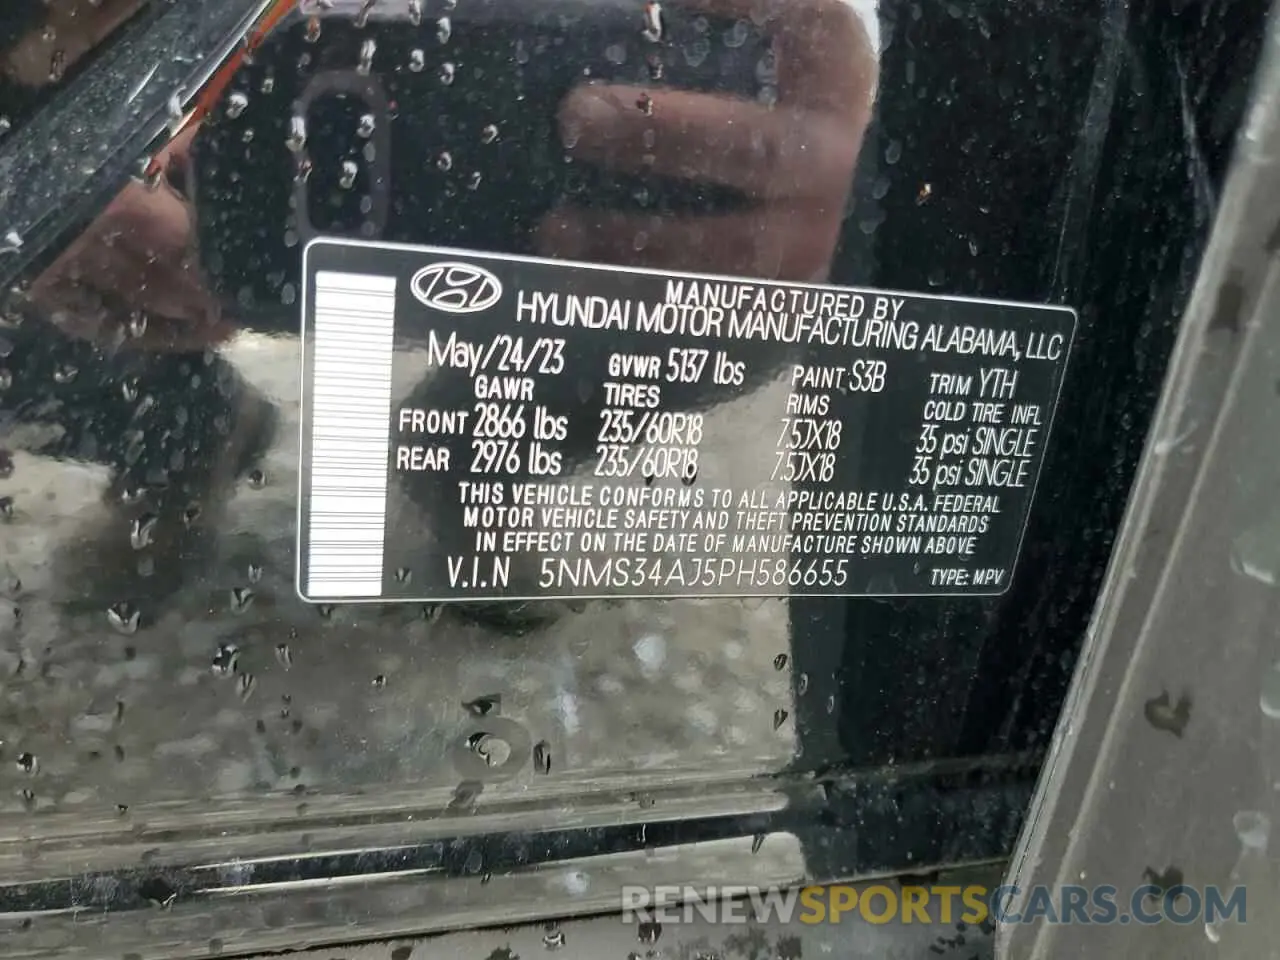 MANUFACTURED BY
HYUNDAI MOTOR MANUFACTURING ALABAMA, LLC
May/24/23 GVWR 5137 lbs PAINT S3B TRIM YTH
GAWR TIRES RIMS COLD TIRE INFL
FRONT 2866 lbs 235/60R18 7.5JX18 35 psi SINGLE
REAR 2976 lbs 235/60R18 7.5JX18 35 psi SINGLE
THIS VEHICLE CONFORMS TO ALL APPLICABLE U.S.A. FEDERAL
MOTOR VEHICLE SAFETY AND THEFT PREVENTION STANDARDS
IN EFFECT ON THE DATE OF MANUFACTURE SHOWN ABOVE
V.I.N 5NMS34AJ5PH586655 TYPE: MPV
RENEWSPORTSCARS.COM